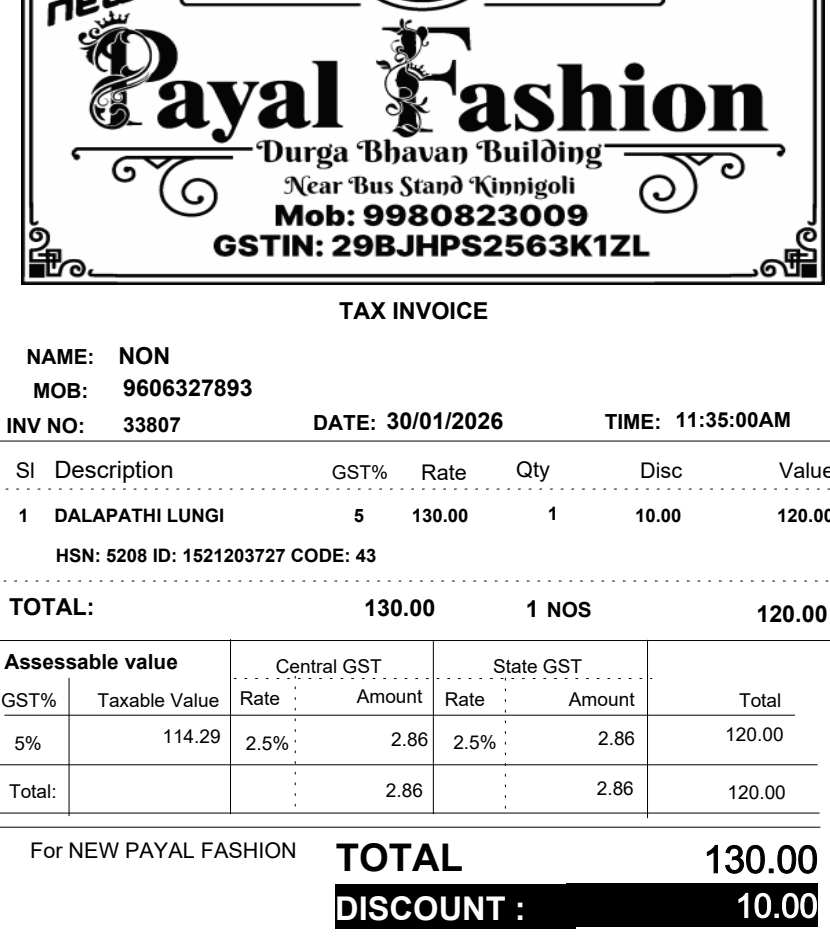 new
Payal Fashion
Durga Bhavan Building
Near Bus Stand Kinnigoli
Mob: 9980823009
GSTIN: 29BJHPS2563K1ZL
TAX INVOICE
NAME: NON
MOB: 9606327893
INV NO: 33807 DATE: 30/01/2026 TIME: 11:35:00AM
Sl Description GST% Rate Qty Disc Value
1 DALAPATHI LUNGI 5 130.00 1 10.00 120.00
HSN: 5208 ID: 1521203727 CODE: 43
TOTAL: 130.00 1 NOS 120.00
Assessable value Central GST State GST
GST% Taxable Value Rate Amount Rate Amount Total
5% 114.29 2.5% 2.86 2.5% 2.86 120.00
Total: 2.86 2.86 120.00
For NEW PAYAL FASHION TOTAL 130.00
DISCOUNT : 10.00